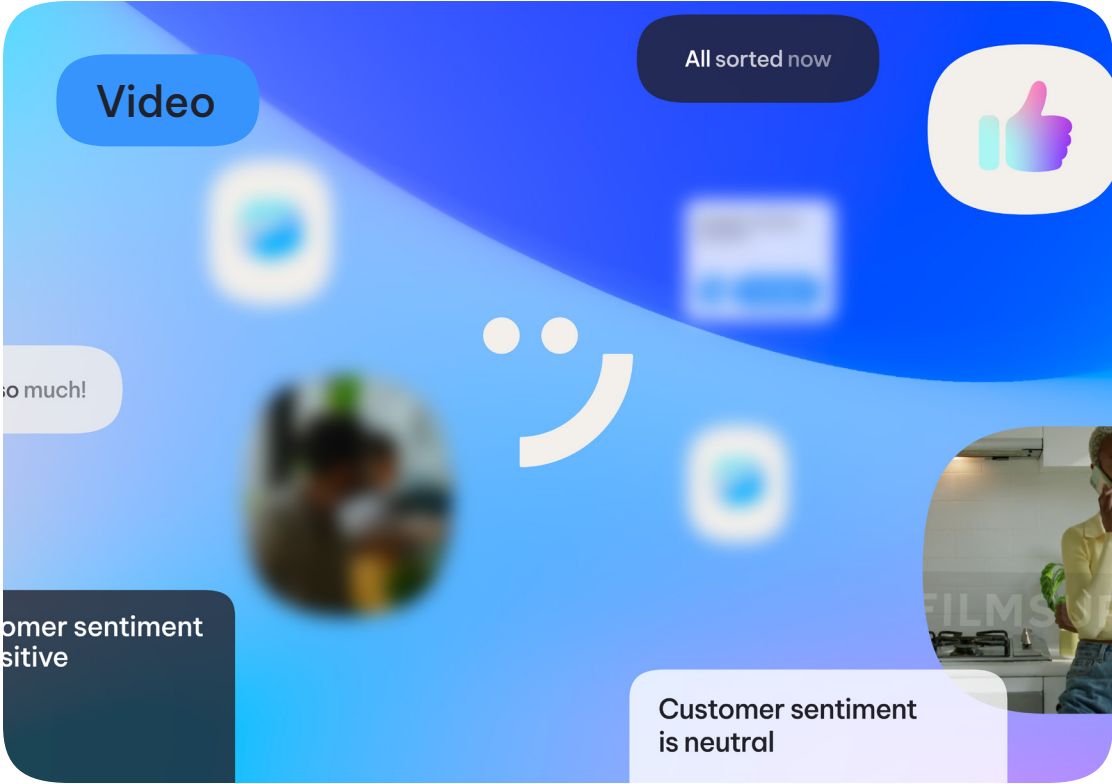 All sorted now
Video
so much!
omer sentiment
sitive
FILMSUP
Customer sentiment
is neutral